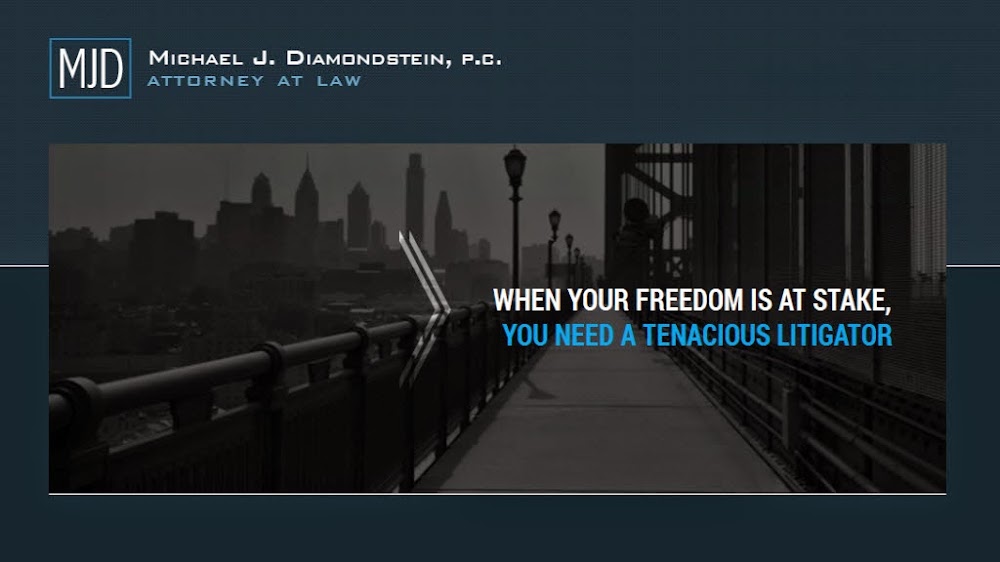 MJD
Michael J. Diamondstein, P.C.
ATTORNEY AT LAW
WHEN YOUR FREEDOM IS AT STAKE,
YOU NEED A TENACIOUS LITIGATOR